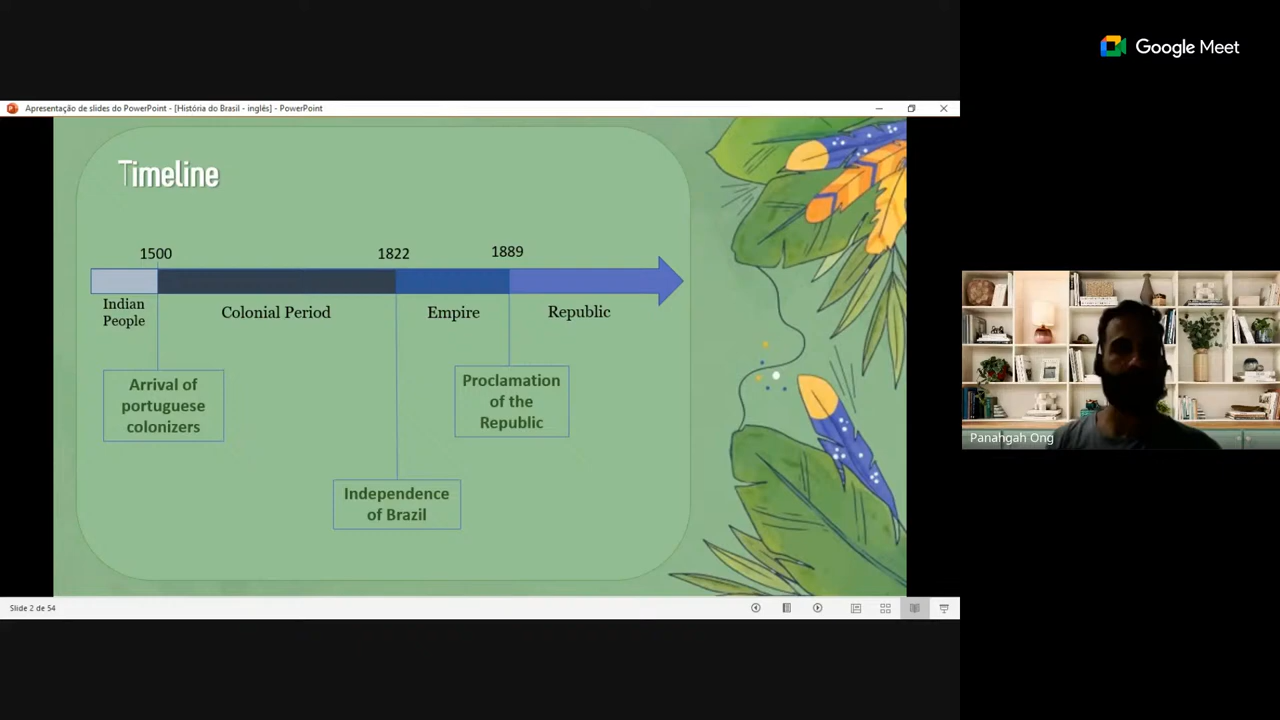 Google Meet
Apresentação de slides do PowerPoint - [História do Brasil - inglês] - PowerPoint
Timeline
1500
1822
1889
Indian
People
Colonial Period
Empire
Republic
Arrival of
portuguese
colonizers
Proclamation
of the
Republic
Independence
of Brazil
Panahgah Ong
Slide 2 de 54